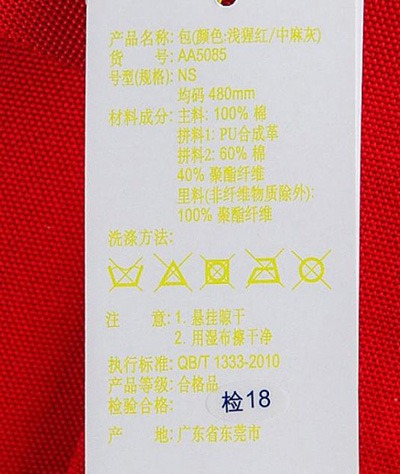 产品名称: 包(颜色:浅猩红/中麻灰)
货 号: AA5085
号型(规格): NS
均码 480mm
材料成分: 主料: 100% 棉
拼料1: PU合成革
拼料2: 60% 棉
40% 聚酯纤维
里料(非纤维物质除外):
100% 聚酯纤维
洗涤方法:
注 意: 1. 悬挂晾干
2. 用湿布擦干净
执行标准: QB/T 1333-2010
产品等级: 合格品
检验合格: 检18
产 地: 广东省东莞市